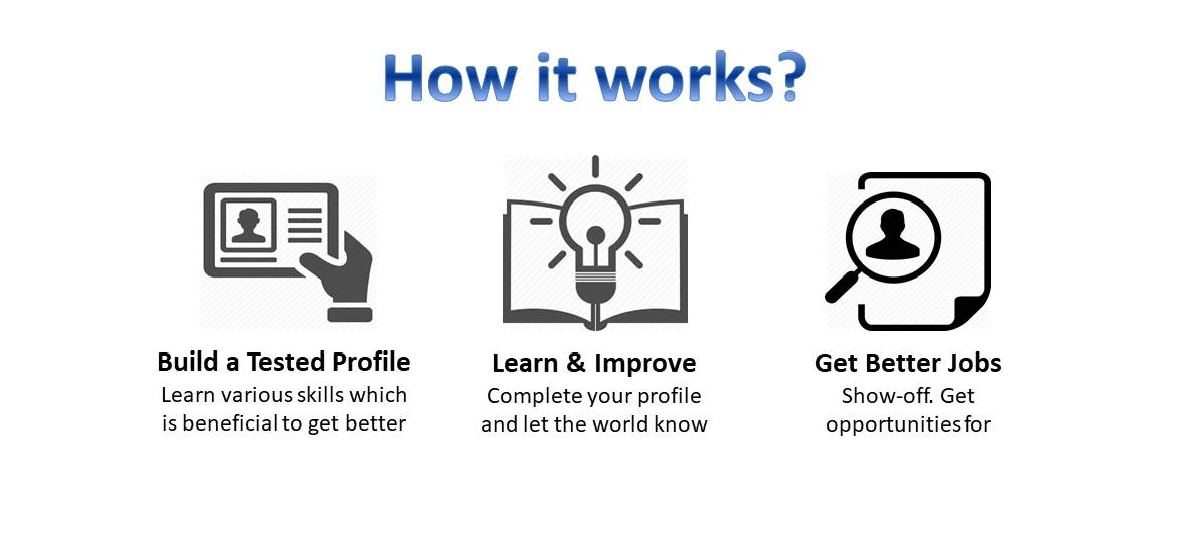 How it works?
Build a Tested Profile
Learn various skills which
is beneficial to get better
Learn & Improve
Complete your profile
and let the world know
Get Better Jobs
Show-off. Get
opportunities for